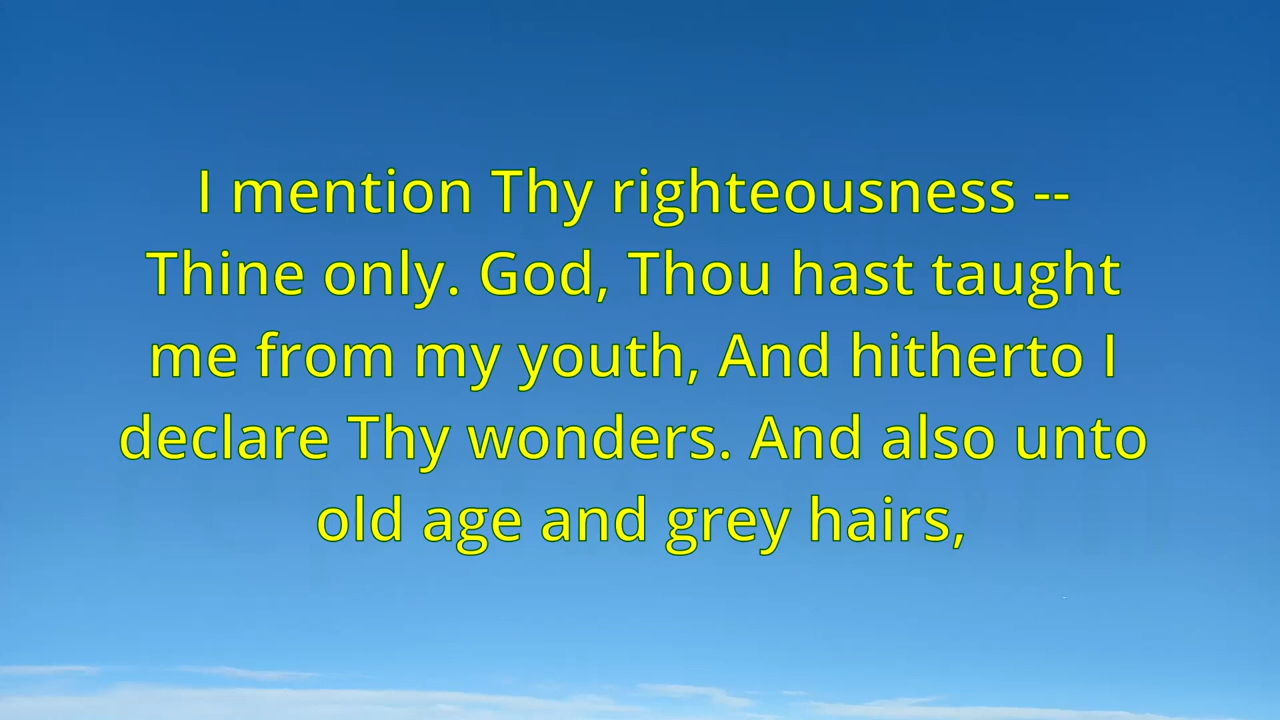 I mention Thy righteousness --
Thine only. God, Thou hast taught
me from my youth, And hitherto I
declare Thy wonders. And also unto
old age and grey hairs,